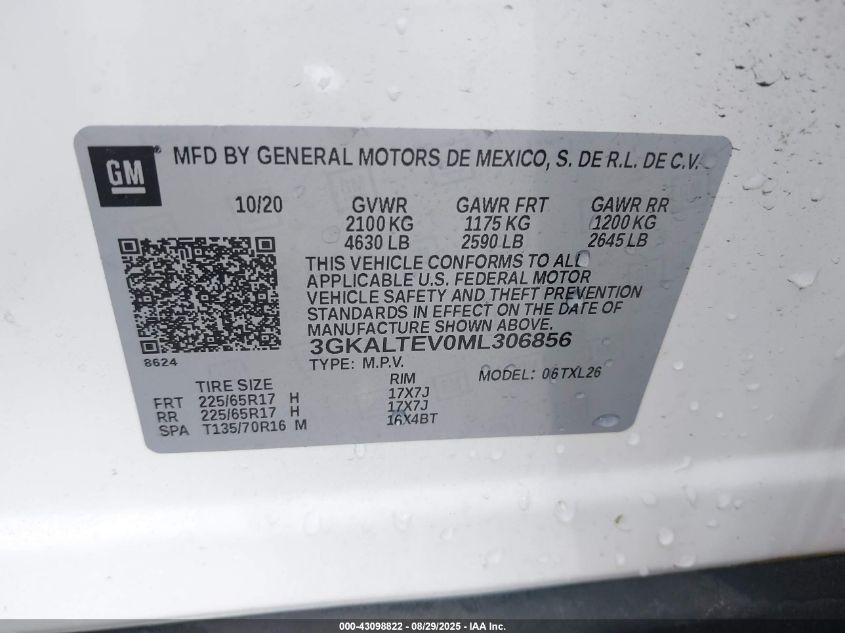 GM
® MFD BY GENERAL MOTORS DE MEXICO, S. DE R.L. DE C.V.
10/20 GVWR GAWR FRT GAWR RR
2100 KG 1175 KG 1200 KG
4630 LB 2590 LB 2645 LB
THIS VEHICLE CONFORMS TO ALL
APPLICABLE U.S. FEDERAL MOTOR
VEHICLE SAFETY AND THEFT PREVENTION
STANDARDS IN EFFECT ON THE DATE OF
MANUFACTURE SHOWN ABOVE.
3GKALTEV0ML306856
8624
TYPE: M.P.V. MODEL: 06TXL26
TIRE SIZE RIM
FRT 225/65R17 H 17X7J
RR 225/65R17 H 17X7J
SPA T135/70R16 M 16X4BT
000-43098822 - 08/29/2025 - IAA Inc.